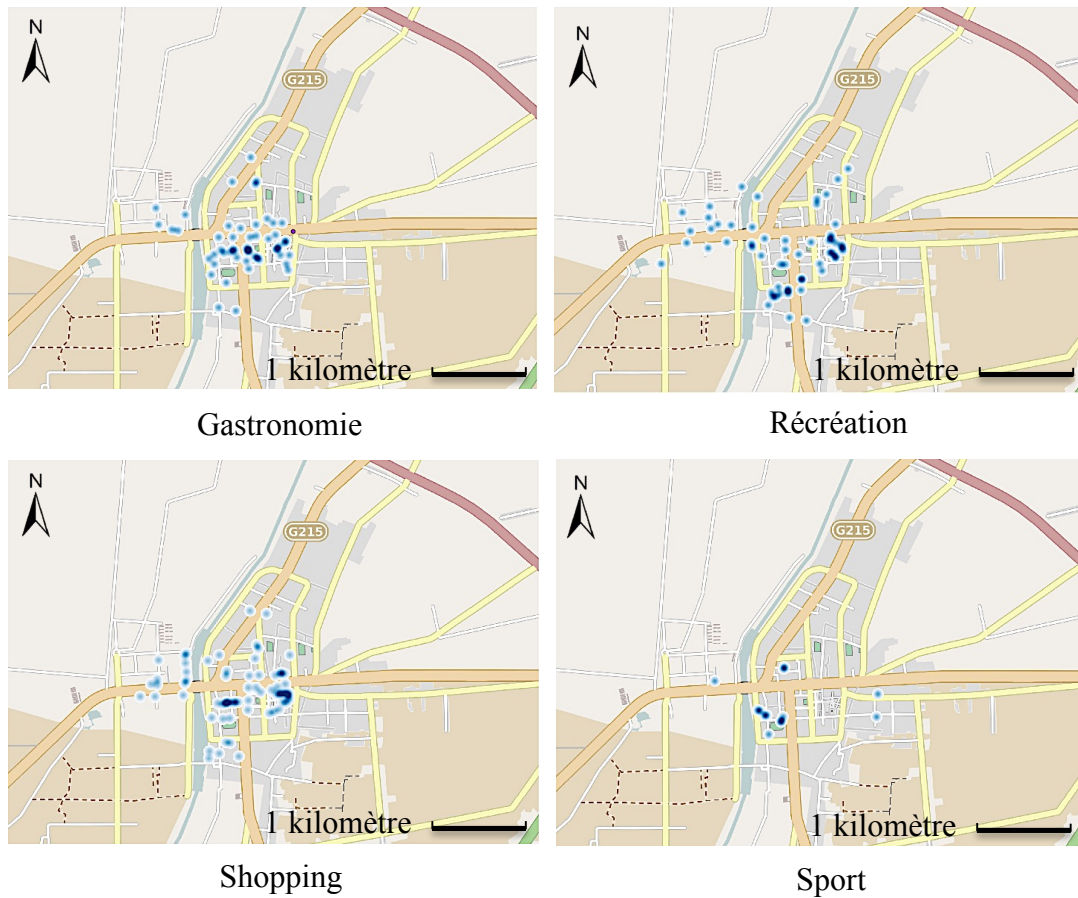 N
G215
1 kilomètre
Gastronomie
N
G215
1 kilomètre
Récréation
N
G215
1 kilomètre
Shopping
N
G215
1 kilomètre
Sport